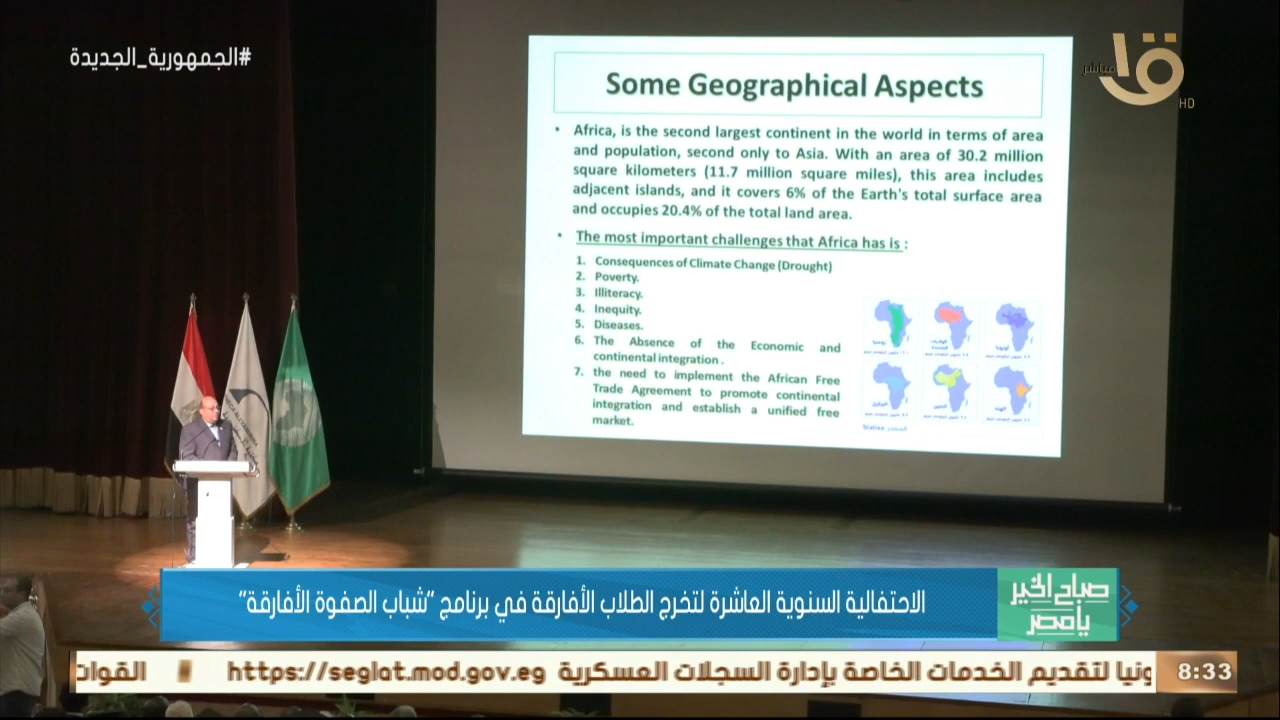 #الجمهورية_الجديدة
مباشر
HD
Some Geographical Aspects
• Africa, is the second largest continent in the world in terms of area
and population, second only to Asia. With an area of 30.2 million
square kilometers (11.7 million square miles), this area includes
adjacent islands, and it covers 6% of the Earth's total surface area
and occupies 20.4% of the total land area.
• The most important challenges that Africa has is :
1. Consequences of Climate Change (Drought)
2. Poverty.
3. Illiteracy.
4. Inequity.
5. Diseases.
6. The Absence of the Economic and
continental integration .
7. the need to implement the African Free
Trade Agreement to promote continental
integration and establish a unified free
market.
الاحتفالية السنوية العاشرة لتخرج الطلاب الأفارقة في برنامج “شباب الصفوة الأفارقة”
صباح الخير
يا مصر
ونيا لتقديم الخدمات الخاصة بإدارة السجلات العسكرية https://seglat.mod.gov.eg القوات
8:33